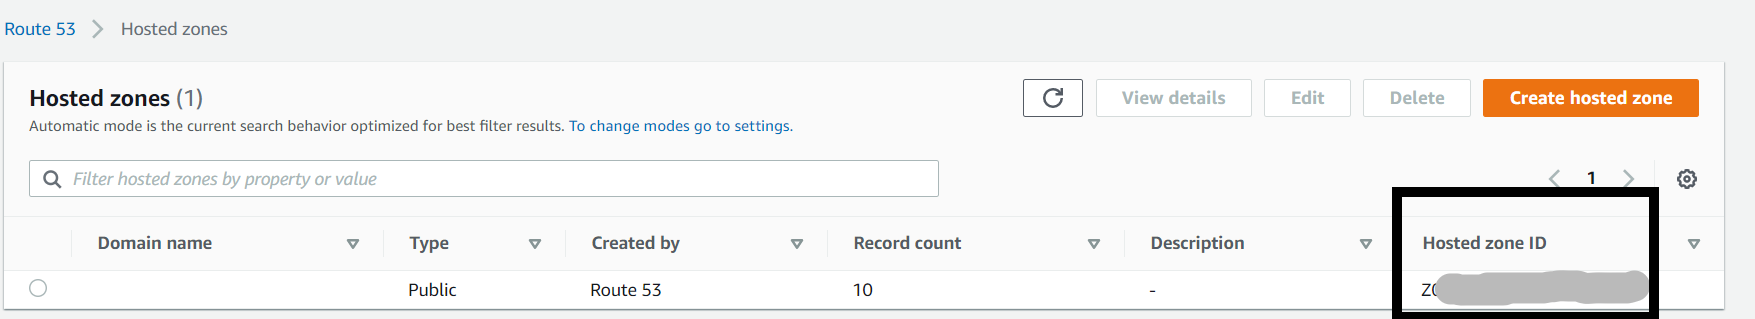 Route 53 > Hosted zones
Hosted zones (1)
View details Edit Delete Create hosted zone
Automatic mode is the current search behavior optimized for best filter results. To change modes go to settings.
Filter hosted zones by property or value
1
Domain name Type Created by Record count Description Hosted zone ID
Public Route 53 10 -